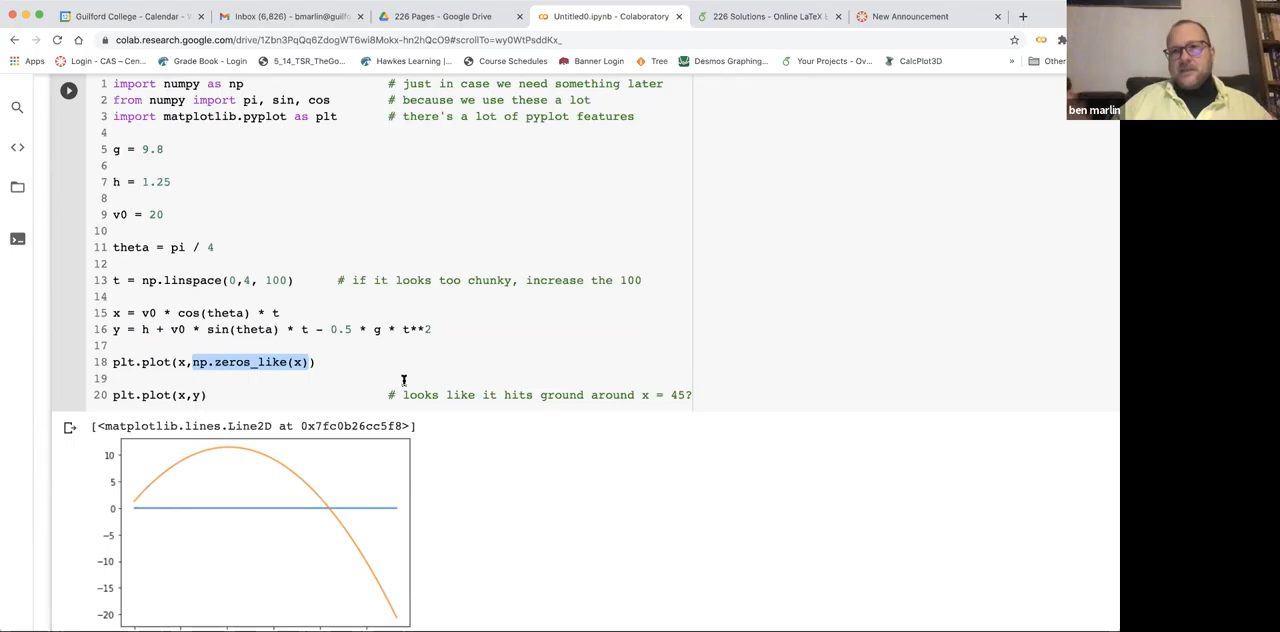 Guilford College - Calendar - V
Inbox (6,826) - bmarlin@guilfo
226 Pages - Google Drive
Untitled0.ipynb - Colaboratory
226 Solutions - Online LaTeX E
New Announcement
colab.research.google.com/drive/1Zbn3PqQq6ZdogWT6wi8Mokx-hn2hQcO9#scrollTo=wy0WtPsddKx_
Apps
Login - CAS – Cen...
Grade Book - Login
5_14_TSR_TheGo...
Hawkes Learning |...
Course Schedules
Banner Login
Tree
Desmos Graphing...
Your Projects - Ov...
CalcPlot3D
»
Other
ben marlin
1 import numpy as np # just in case we need something later
2 from numpy import pi, sin, cos # because we use these a lot
3 import matplotlib.pyplot as plt # there's a lot of pyplot features
4
5 g = 9.8
6
7 h = 1.25
8
9 v0 = 20
10
11 theta = pi / 4
12
13 t = np.linspace(0,4, 100) # if it looks too chunky, increase the 100
14
15 x = v0 * cos(theta) * t
16 y = h + v0 * sin(theta) * t - 0.5 * g * t**2
17
18 plt.plot(x,np.zeros_like(x))
19
20 plt.plot(x,y) # looks like it hits ground around x = 45?
[<matplotlib.lines.Line2D at 0x7fc0b26cc5f8>]
10
5
0
−5
−10
−15
−20